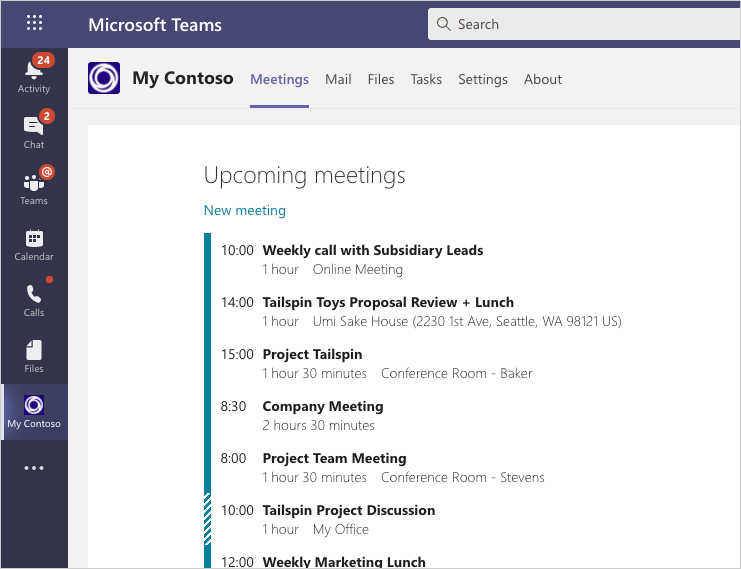 Microsoft Teams
Search
24
Activity
2
Chat
@
Teams
Calendar
Calls
Files
My Contoso
My Contoso
Meetings Mail Files Tasks Settings About
Upcoming meetings
New meeting
10:00 Weekly call with Subsidiary Leads
1 hour Online Meeting
14:00 Tailspin Toys Proposal Review + Lunch
1 hour Umi Sake House (2230 1st Ave, Seattle, WA 98121 US)
15:00 Project Tailspin
1 hour 30 minutes Conference Room - Baker
8:30 Company Meeting
2 hours 30 minutes
8:00 Project Team Meeting
1 hour 30 minutes Conference Room - Stevens
10:00 Tailspin Project Discussion
1 hour My Office
12:00 Weekly Marketing Lunch